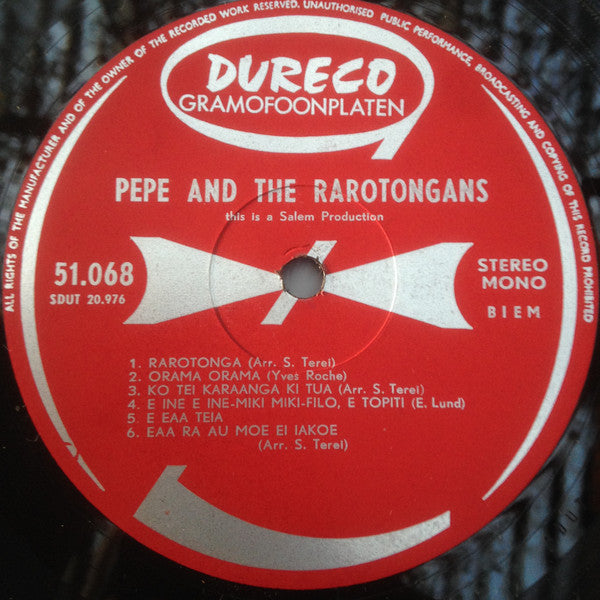 ALL RIGHTS OF THE MANUFACTURER AND OF THE OWNER OF THE RECORDED WORK RESERVED. UNAUTHORISED PUBLIC PERFORMANCE, BROADCASTING AND COPYING OF THIS RECORD PROHIBITED
DURECO
GRAMOFOONPLATEN
PEPE AND THE RAROTONGANS
this is a Salem Production
51.068
SDUT 20.976
STEREO
MONO
BIEM
1. RAROTONGA (Arr. S. Terei)
2. ORAMA ORAMA (Yves Roche)
3. KO TEI KARAANGA KI TUA (Arr. S. Terei)
4. E INE E INE-MIKI MIKI-FILO, E TOPITI (E. Lund)
5. E EAA TEIA
6. EAA RA AU MOE EI IAKOE
(Arr. S. Terei)